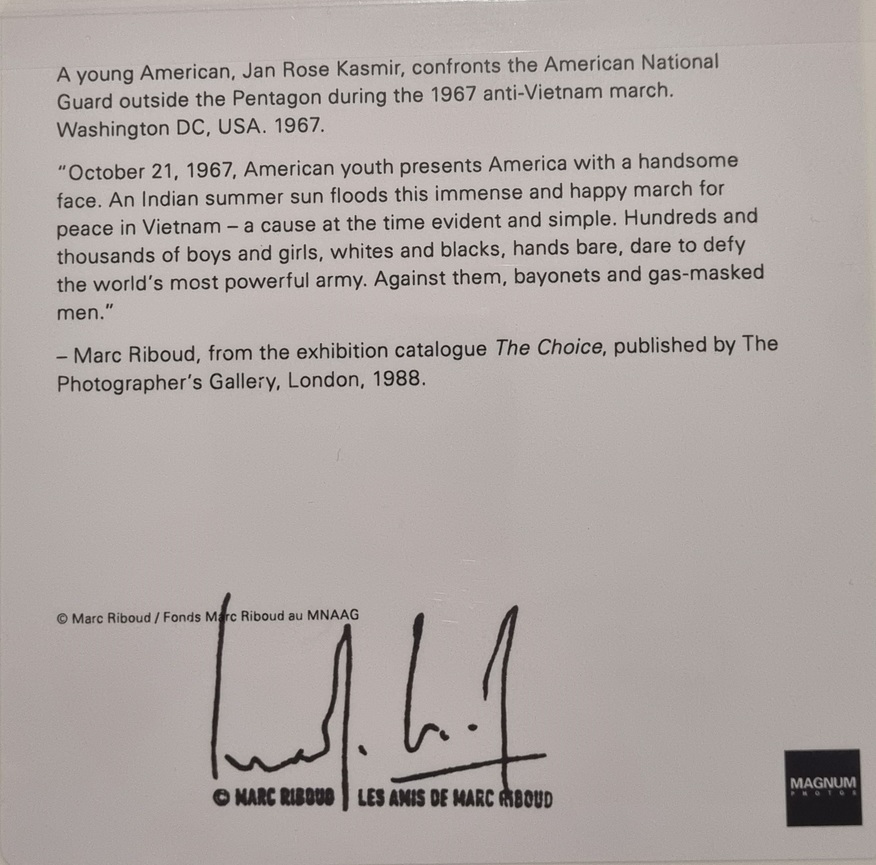 A young American, Jan Rose Kasmir, confronts the American National
Guard outside the Pentagon during the 1967 anti-Vietnam march.
Washington DC, USA. 1967.
“October 21, 1967, American youth presents America with a handsome
face. An Indian summer sun floods this immense and happy march for
peace in Vietnam – a cause at the time evident and simple. Hundreds and
thousands of boys and girls, whites and blacks, hands bare, dare to defy
the world’s most powerful army. Against them, bayonets and gas-masked
men.”
– Marc Riboud, from the exhibition catalogue The Choice, published by The
Photographer’s Gallery, London, 1988.
© Marc Riboud / Fonds Marc Riboud au MNAAG
© MARC RIBOUD LES AMIS DE MARC RIBOUD
MAGNUM
PHOTOS